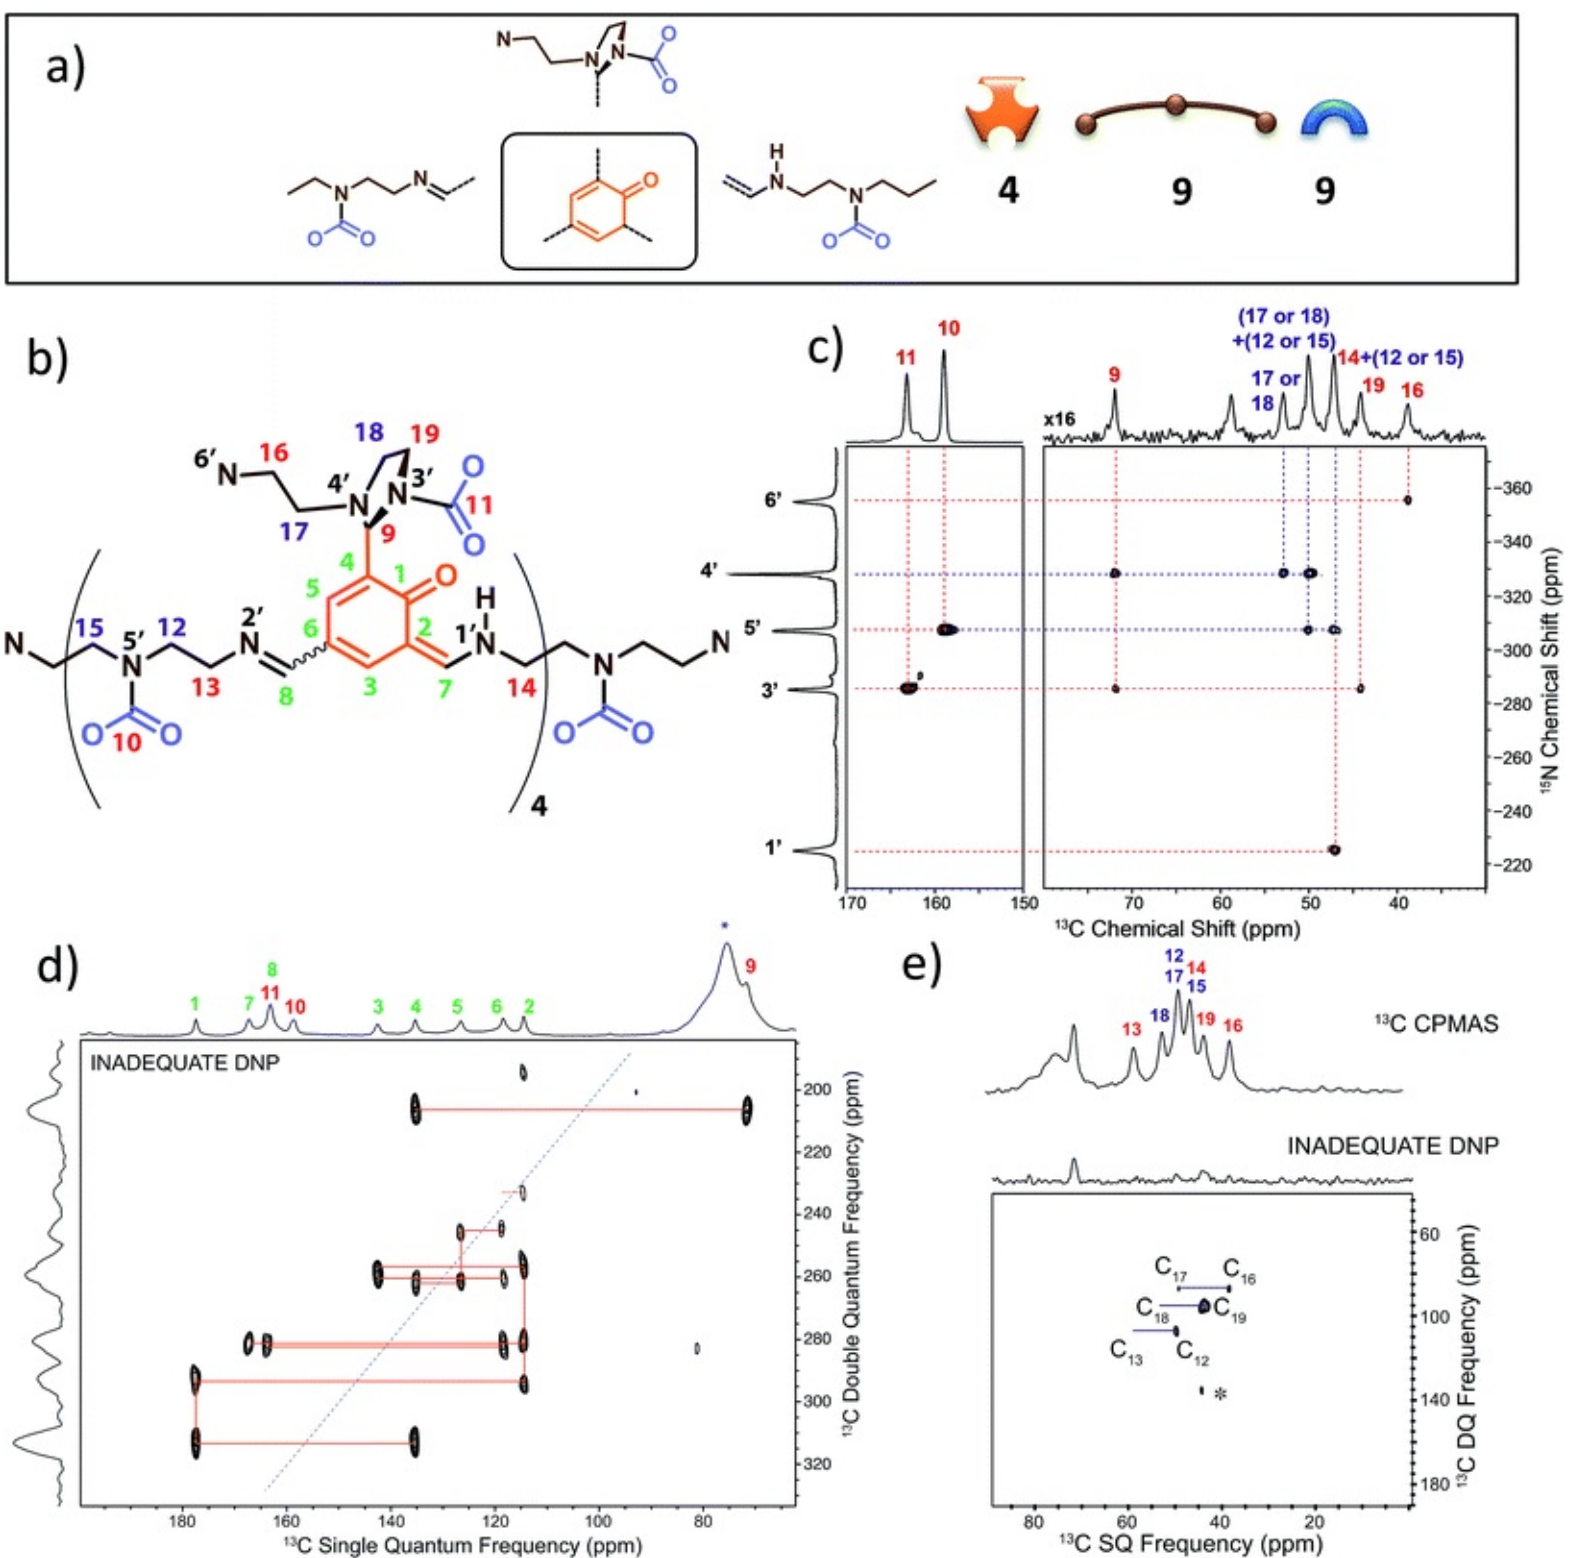 a)
N
N
N
O
O
N
N
O
O
O
H
N
N
O
O
4
9
9
b)
6′
16
18
19
N
4′
3′
O
N
N
11
17
9
O
4
1
O
5
H
15
5′
12
2′
6
2
1′
N
N
N
N
N
N
13
8
3
7
14
O
O
O
O
10
4
c)
(17 or 18)
+(12 or 15)
10
11
14+(12 or 15)
9
17 or
18
19
16
x16
6′
4′
5′
3′
1′
−360
−340
−320
−300
−280
−260
−240
−220
¹⁵N Chemical Shift (ppm)
170
160
150
70
60
50
40
¹³C Chemical Shift (ppm)
d)
*
1
7
8
11
10
3
4
5
6
2
9
INADEQUATE DNP
200
220
240
260
280
300
320
¹³C Double Quantum Frequency (ppm)
180
160
140
120
100
80
¹³C Single Quantum Frequency (ppm)
e)
12
17
14
15
13
18
19
16
¹³C CPMAS
INADEQUATE DNP
C₁₇
C₁₆
C₁₈
C₁₉
C₁₃
C₁₂
*
60
100
140
180
¹³C DQ Frequency (ppm)
80
60
40
20
¹³C SQ Frequency (ppm)